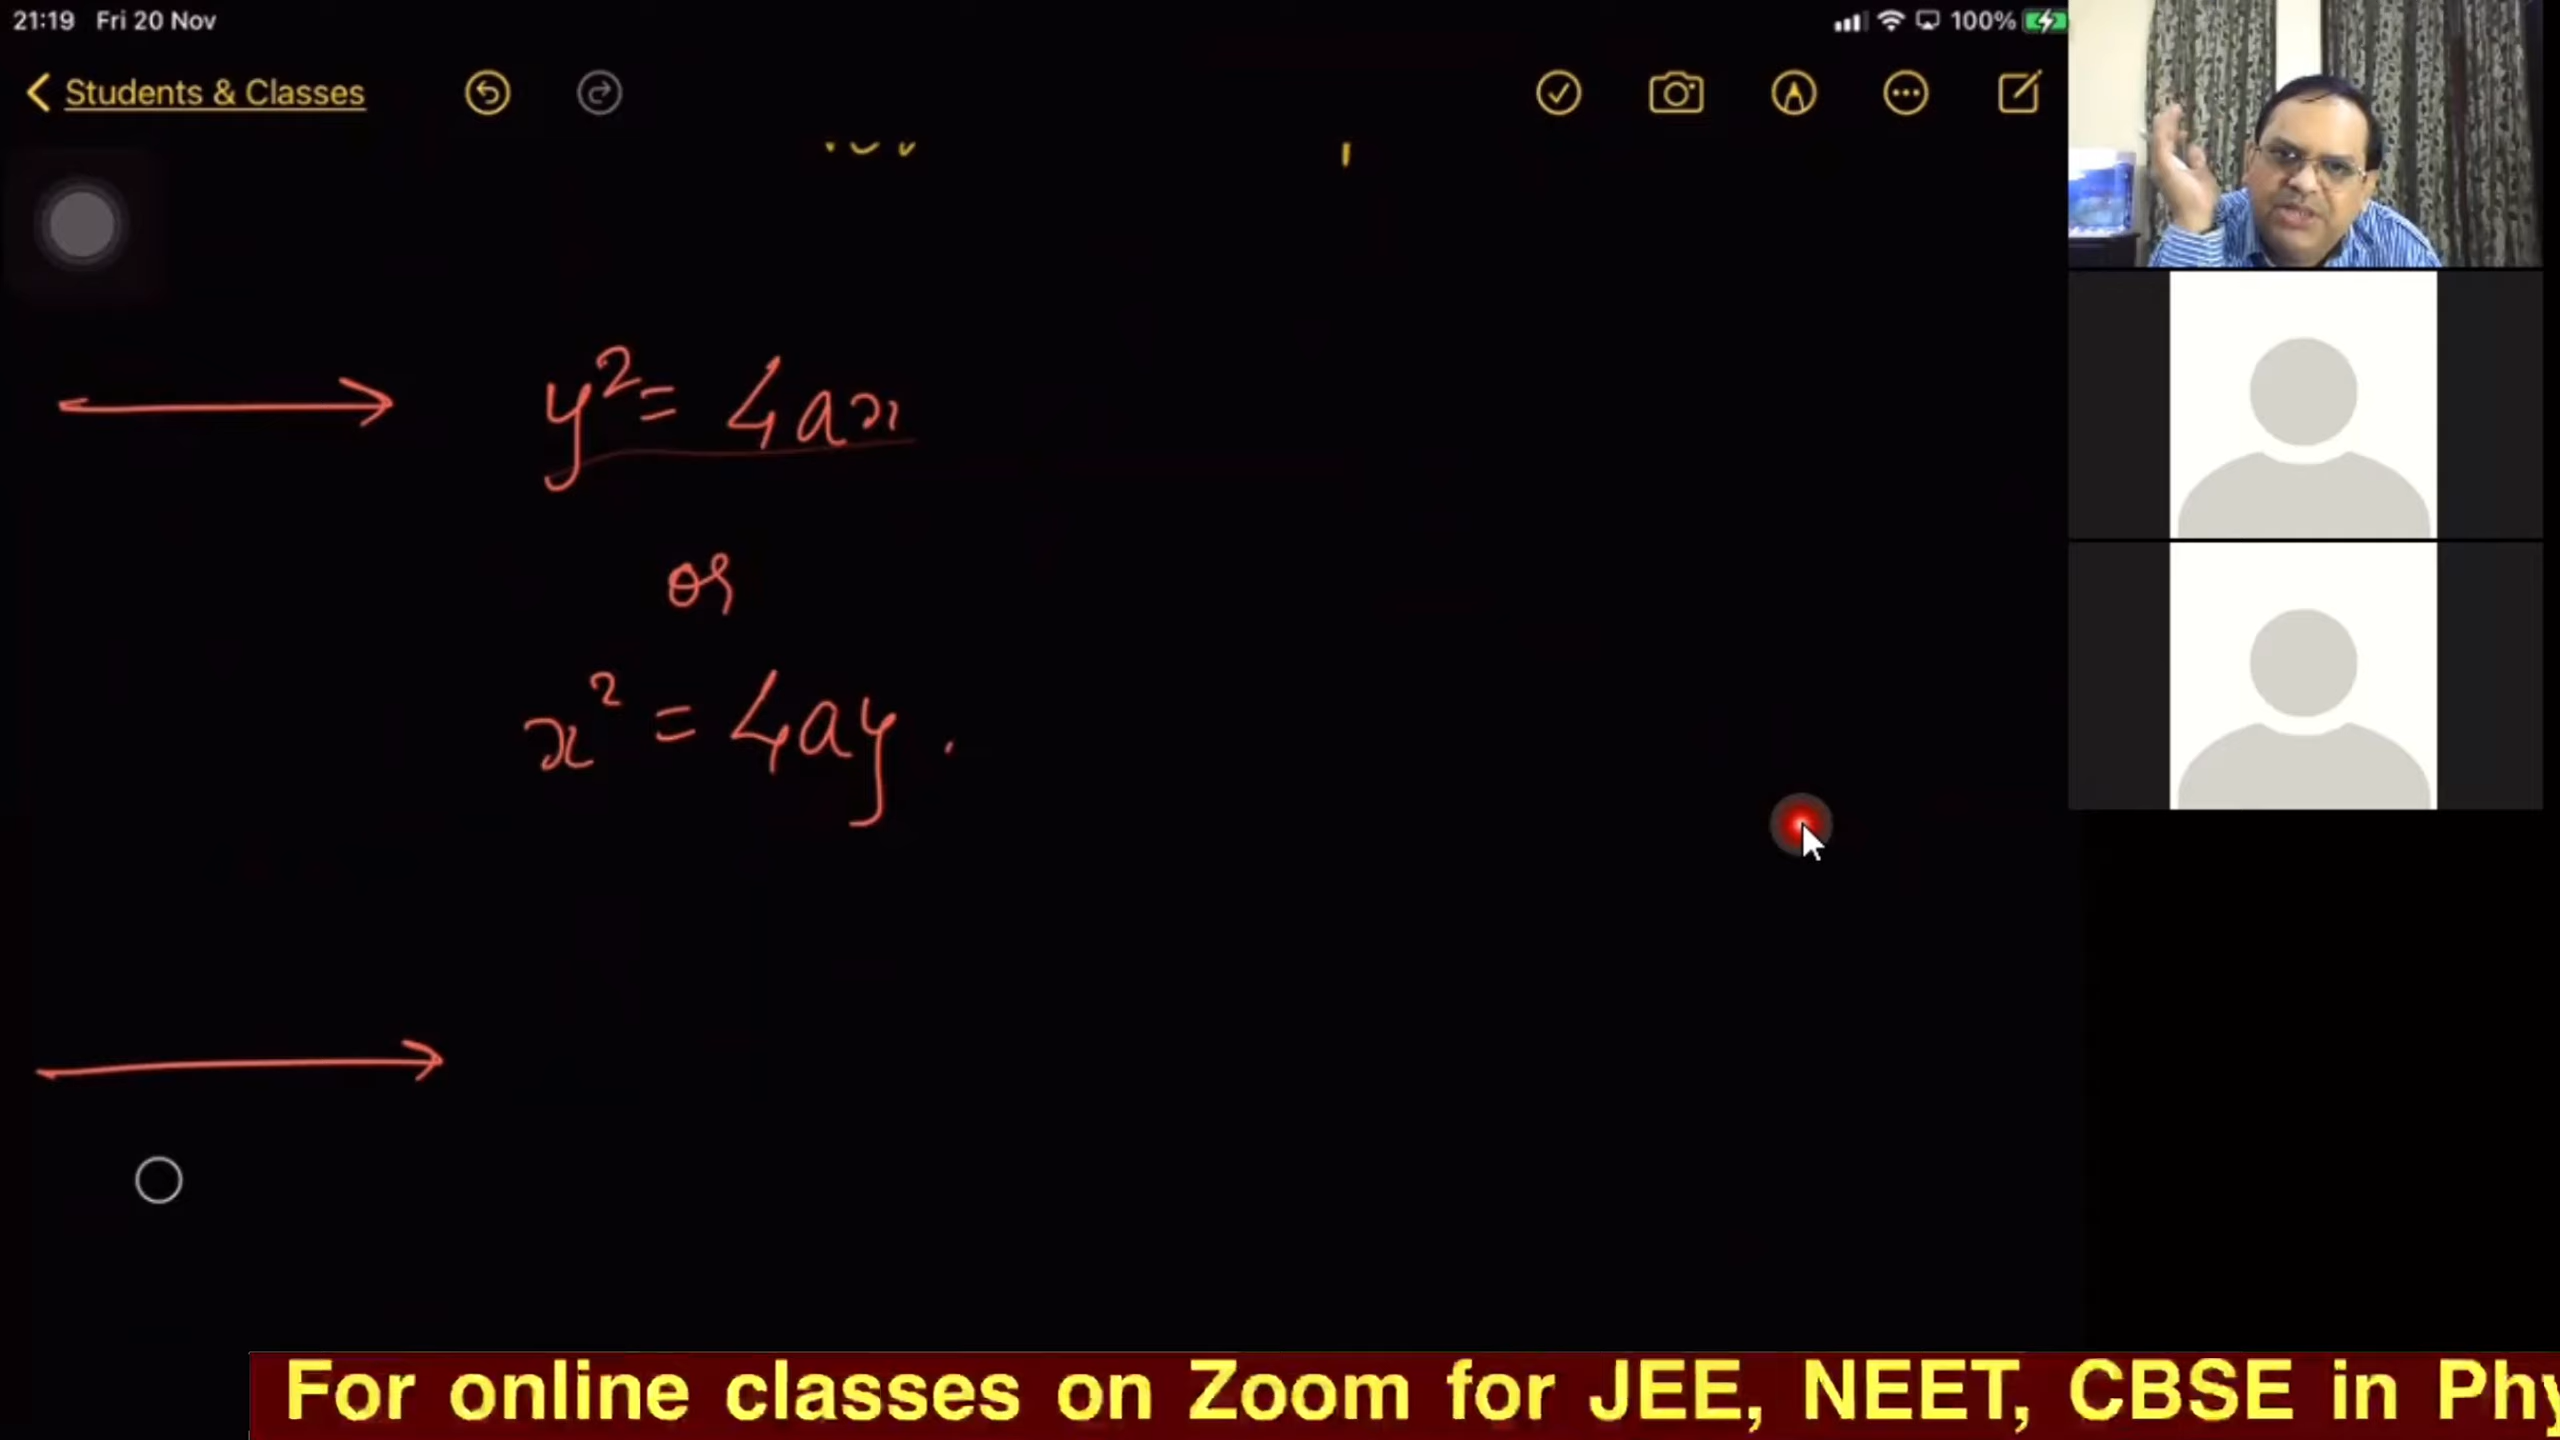 21:19 Fri 20 Nov
100%
Students & Classes
y² = 4ax
or
x² = 4ay.
For online classes on Zoom for JEE, NEET, CBSE in Phy